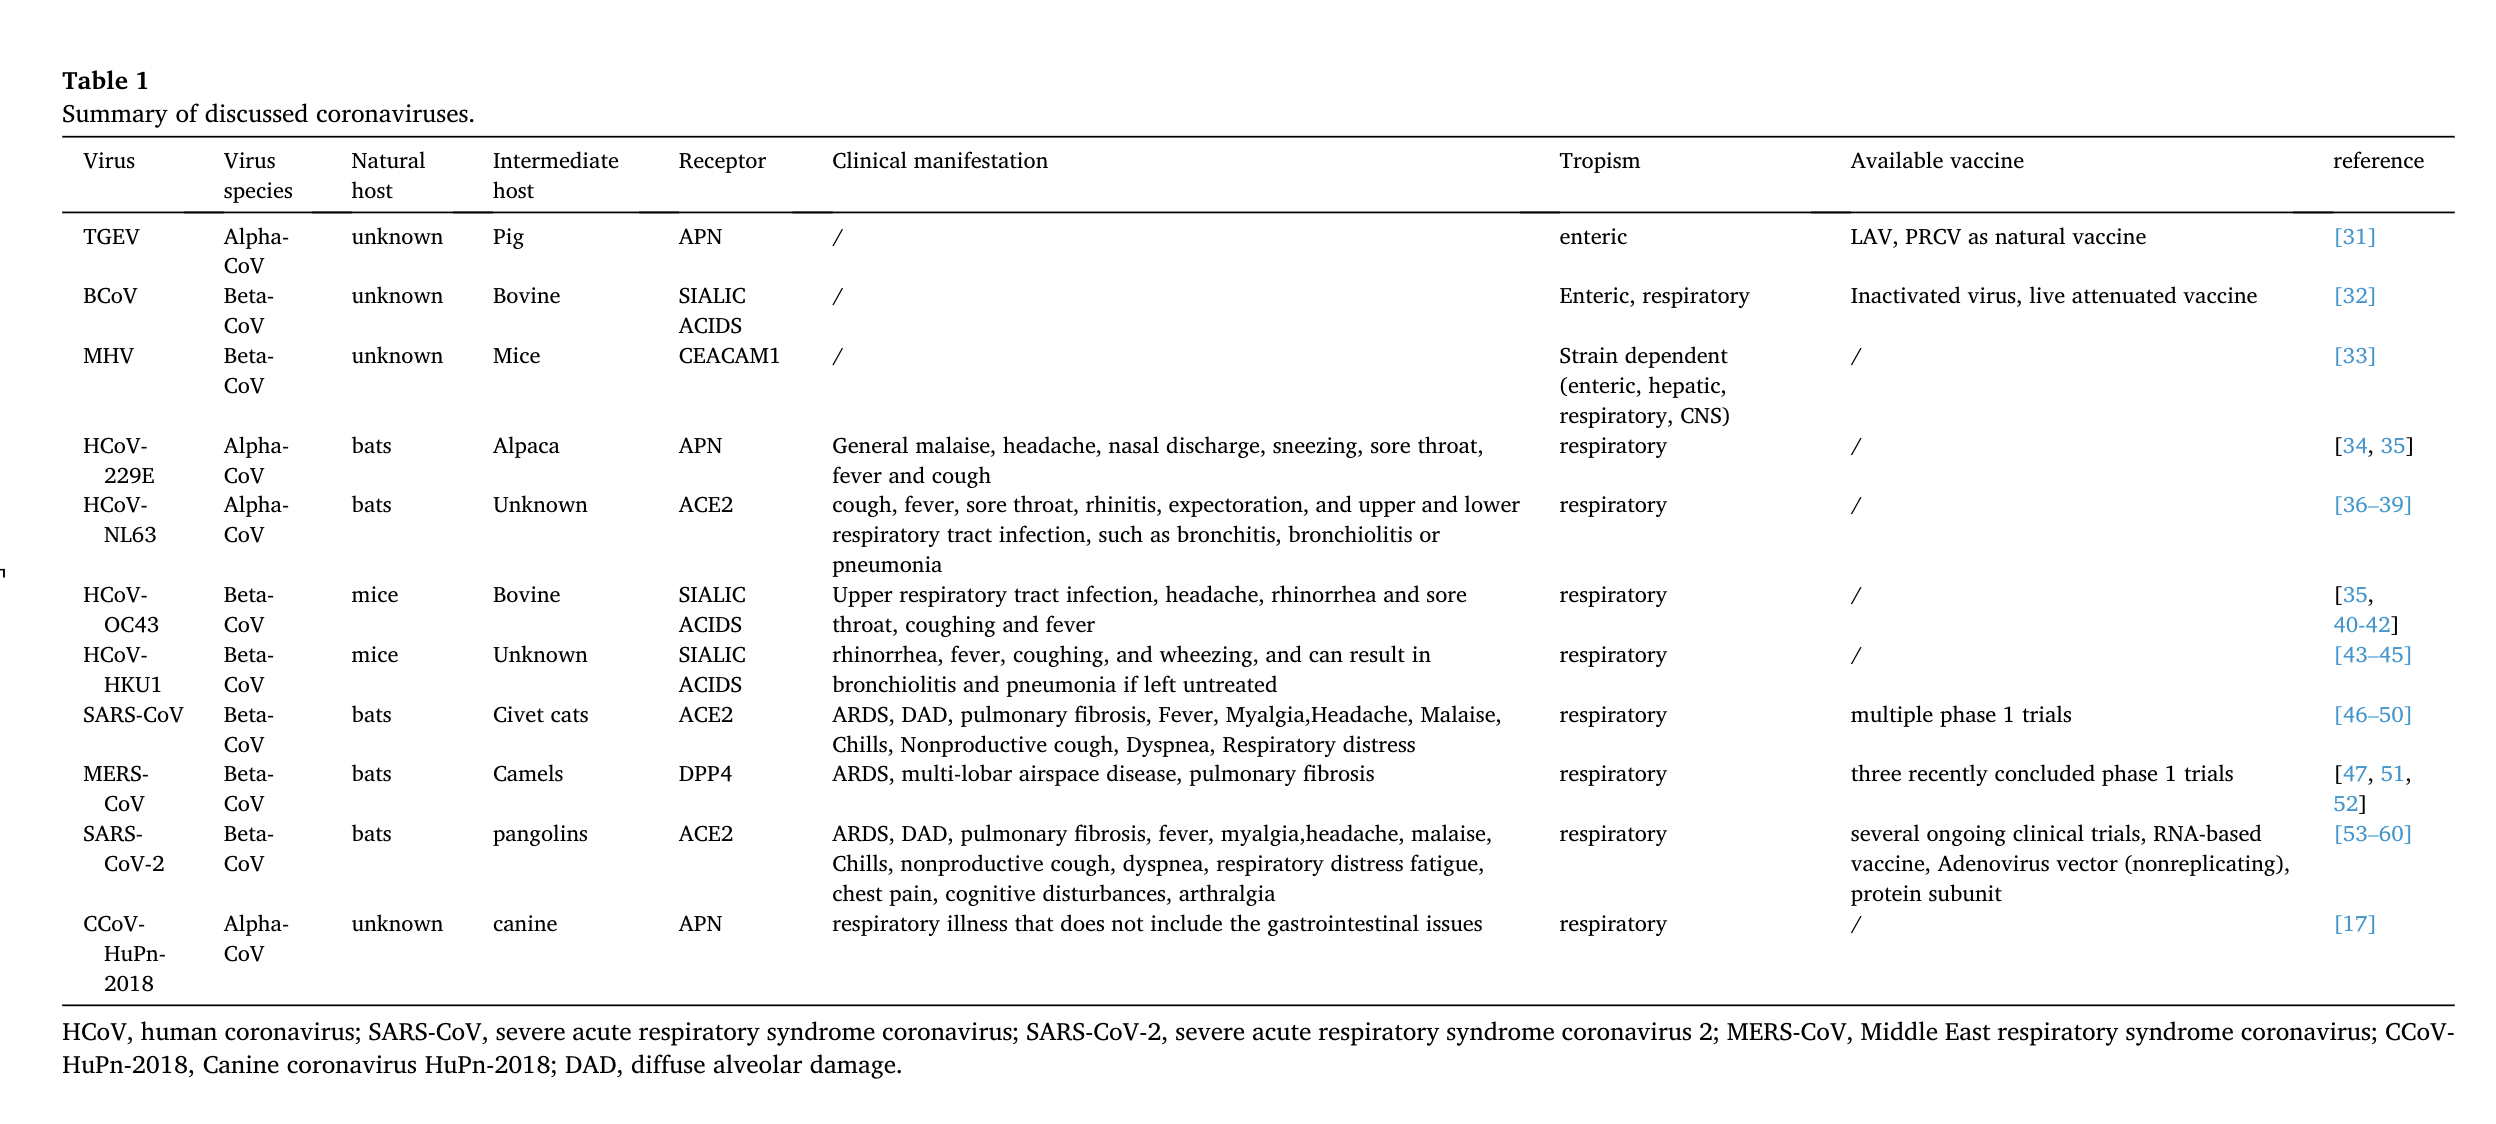 Table 1
Summary of discussed coronaviruses.
Virus Virus species Natural host Intermediate host Receptor Clinical manifestation Tropism Available vaccine reference
TGEV Alpha-CoV unknown Pig APN / enteric LAV, PRCV as natural vaccine [31]
BCoV Beta-CoV unknown Bovine SIALIC ACIDS / Enteric, respiratory Inactivated virus, live attenuated vaccine [32]
MHV Beta-CoV unknown Mice CEACAM1 / Strain dependent (enteric, hepatic, respiratory, CNS) / [33]
HCoV-229E Alpha-CoV bats Alpaca APN General malaise, headache, nasal discharge, sneezing, sore throat, fever and cough respiratory / [34, 35]
HCoV-NL63 Alpha-CoV bats Unknown ACE2 cough, fever, sore throat, rhinitis, expectoration, and upper and lower respiratory tract infection, such as bronchitis, bronchiolitis or pneumonia respiratory / [36–39]
HCoV-OC43 Beta-CoV mice Bovine SIALIC ACIDS Upper respiratory tract infection, headache, rhinorrhea and sore throat, coughing and fever respiratory / [35, 40-42]
HCoV-HKU1 Beta-CoV mice Unknown SIALIC ACIDS rhinorrhea, fever, coughing, and wheezing, and can result in bronchiolitis and pneumonia if left untreated respiratory / [43–45]
SARS-CoV Beta-CoV bats Civet cats ACE2 ARDS, DAD, pulmonary fibrosis, Fever, Myalgia,Headache, Malaise, Chills, Nonproductive cough, Dyspnea, Respiratory distress respiratory multiple phase 1 trials [46–50]
MERS-CoV Beta-CoV bats Camels DPP4 ARDS, multi-lobar airspace disease, pulmonary fibrosis respiratory three recently concluded phase 1 trials [47, 51, 52]
SARS-CoV-2 Beta-CoV bats pangolins ACE2 ARDS, DAD, pulmonary fibrosis, fever, myalgia,headache, malaise, Chills, nonproductive cough, dyspnea, respiratory distress fatigue, chest pain, cognitive disturbances, arthralgia respiratory several ongoing clinical trials, RNA-based vaccine, Adenovirus vector (nonreplicating), protein subunit [53–60]
CCoV-HuPn-2018 Alpha-CoV unknown canine APN respiratory illness that does not include the gastrointestinal issues respiratory / [17]
HCoV, human coronavirus; SARS-CoV, severe acute respiratory syndrome coronavirus; SARS-CoV-2, severe acute respiratory syndrome coronavirus 2; MERS-CoV, Middle East respiratory syndrome coronavirus; CCoV-
HuPn-2018, Canine coronavirus HuPn-2018; DAD, diffuse alveolar damage.